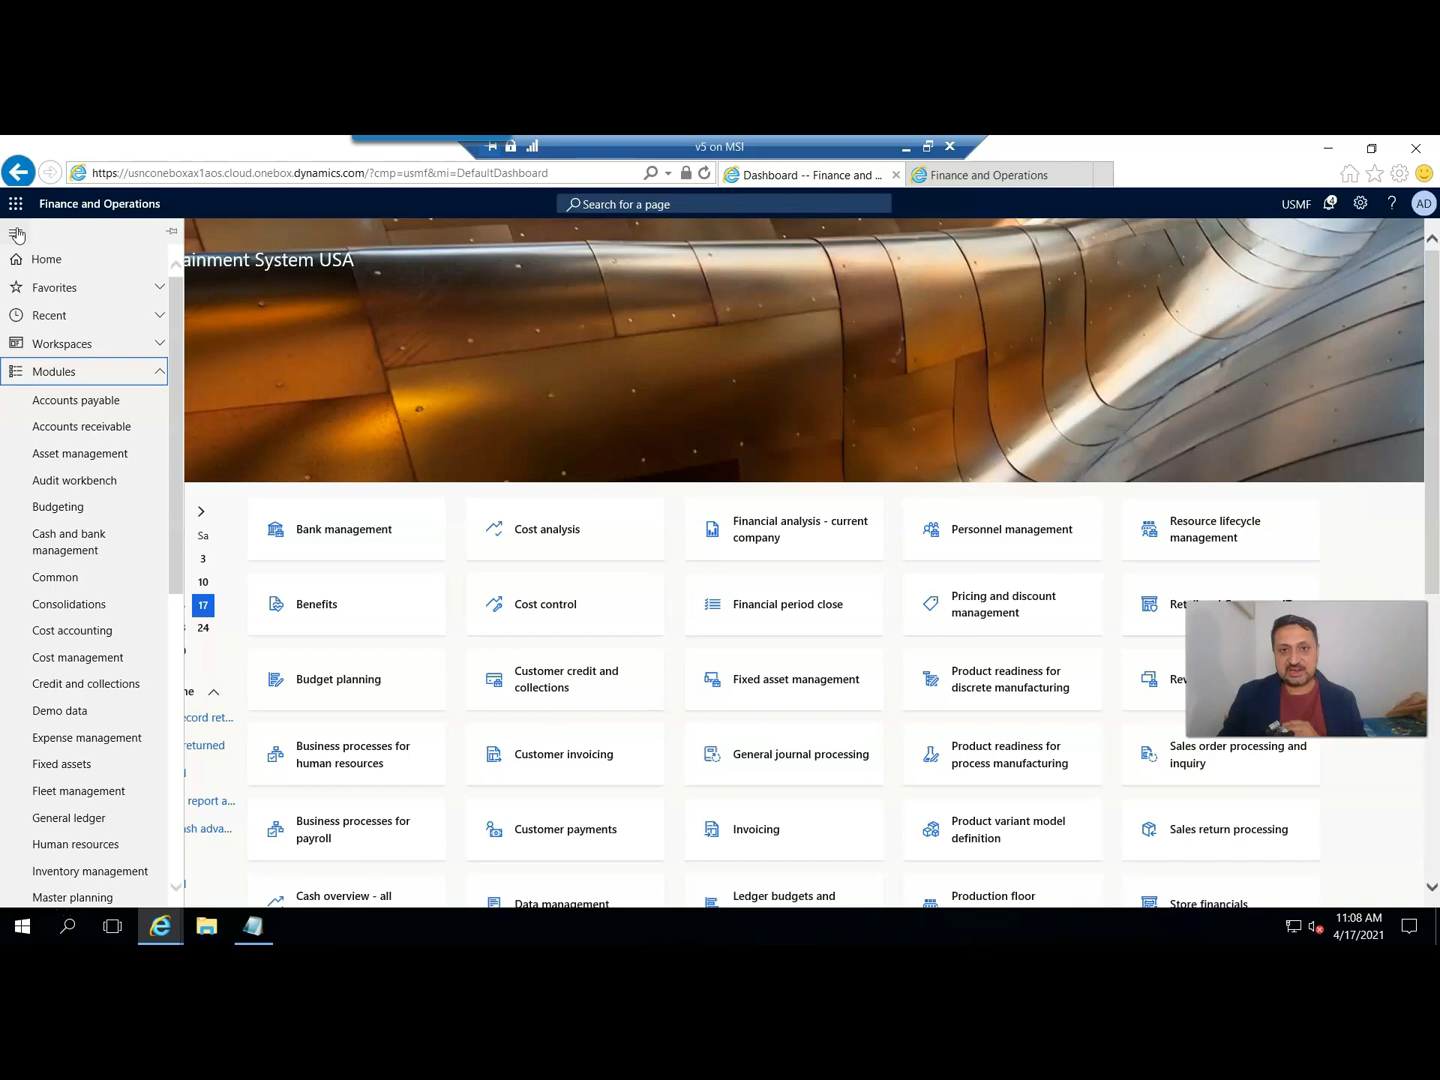 v5 on MSI
https://usnconeboxax1aos.cloud.onebox.dynamics.com/?cmp=usmf&mi=DefaultDashboard
Dashboard -- Finance and ...
Finance and Operations
Finance and Operations
Search for a page
USMF
4
?
AD
ainment System USA
Home
Favorites
Recent
Workspaces
Modules
Accounts payable
Accounts receivable
Asset management
Audit workbench
Budgeting
Cash and bank
management
Common
Consolidations
Cost accounting
Cost management
Credit and collections
Demo data
Expense management
Fixed assets
Fleet management
General ledger
Human resources
Inventory management
Master planning
Sa
3
10
17
24
ne
ecord ret...
returned
report a...
sh adva...
Bank management
Cost analysis
Financial analysis - current
company
Personnel management
Resource lifecycle
management
Benefits
Cost control
Financial period close
Pricing and discount
management
Budget planning
Customer credit and
collections
Fixed asset management
Product readiness for
discrete manufacturing
Rev
Business processes for
human resources
Customer invoicing
General journal processing
Product readiness for
process manufacturing
Sales order processing and
inquiry
Business processes for
payroll
Customer payments
Invoicing
Product variant model
definition
Sales return processing
Cash overview - all
Data management
Ledger budgets and
Production floor
Store financials
11:08 AM
4/17/2021